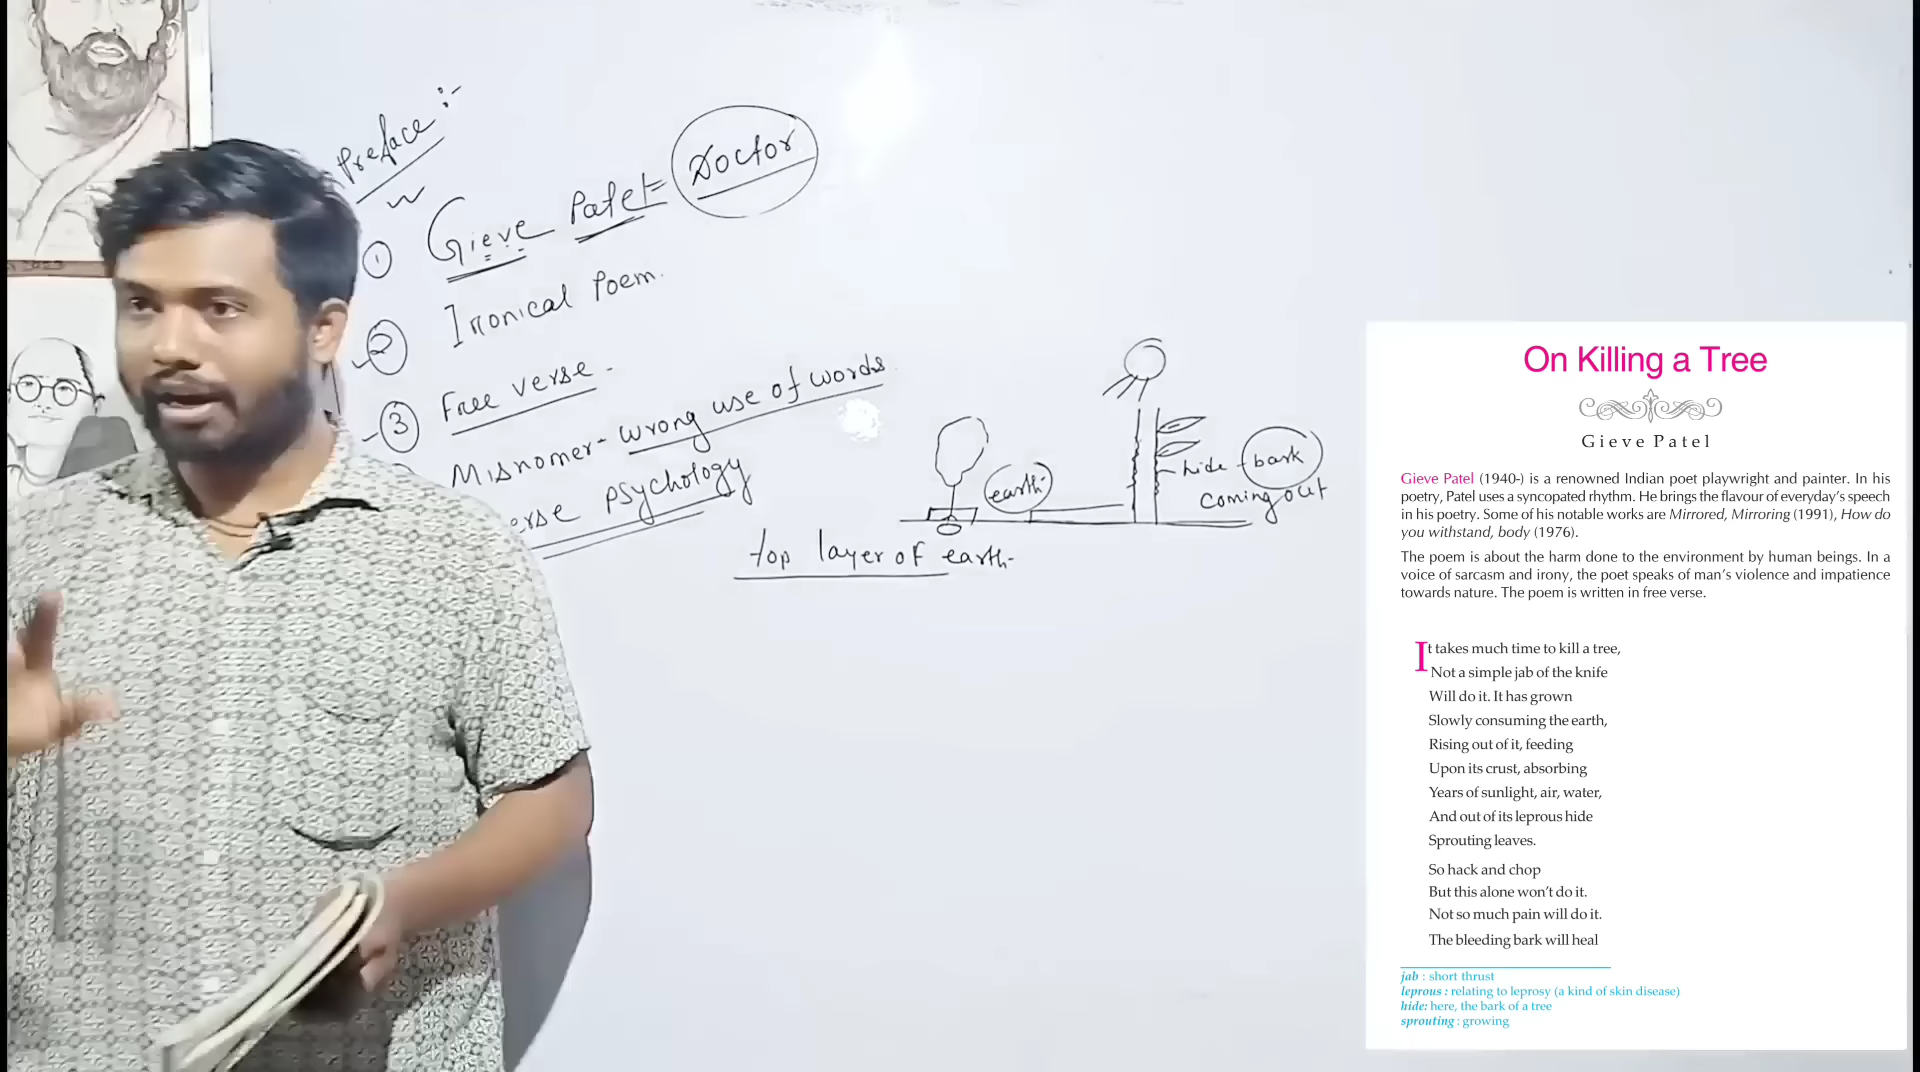 Preface :-
① Gieve Patel = Doctor
② Ironical Poem.
③ Free verse -
Misnomer - wrong use of words
erse psychology
top layer of earth-
earth-
hide - bark
coming out
On Killing a Tree
Gieve Patel
Gieve Patel (1940-) is a renowned Indian poet playwright and painter. In his
poetry, Patel uses a syncopated rhythm. He brings the flavour of everyday's speech
in his poetry. Some of his notable works are Mirrored, Mirroring (1991), How do
you withstand, body (1976).
The poem is about the harm done to the environment by human beings. In a
voice of sarcasm and irony, the poet speaks of man's violence and impatience
towards nature. The poem is written in free verse.
It takes much time to kill a tree,
Not a simple jab of the knife
Will do it. It has grown
Slowly consuming the earth,
Rising out of it, feeding
Upon its crust, absorbing
Years of sunlight, air, water,
And out of its leprous hide
Sprouting leaves.
So hack and chop
But this alone won't do it.
Not so much pain will do it.
The bleeding bark will heal
jab : short thrust
leprous : relating to leprosy (a kind of skin disease)
hide: here, the bark of a tree
sprouting : growing